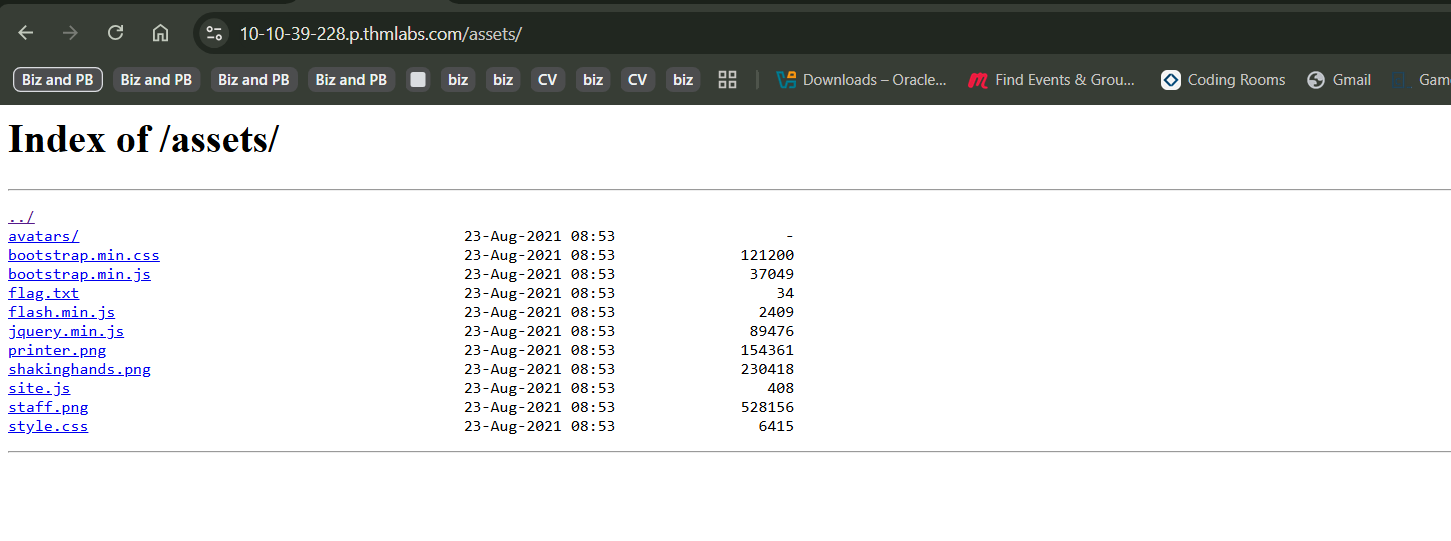 10-10-39-228.p.thmlabs.com/assets/
Biz and PB Biz and PB Biz and PB Biz and PB biz biz CV biz CV biz Downloads – Oracle... Find Events & Grou... Coding Rooms Gmail Gam
Index of /assets/
../
avatars/ 23-Aug-2021 08:53 -
bootstrap.min.css 23-Aug-2021 08:53 121200
bootstrap.min.js 23-Aug-2021 08:53 37049
flag.txt 23-Aug-2021 08:53 34
flash.min.js 23-Aug-2021 08:53 2409
jquery.min.js 23-Aug-2021 08:53 89476
printer.png 23-Aug-2021 08:53 154361
shakinghands.png 23-Aug-2021 08:53 230418
site.js 23-Aug-2021 08:53 408
staff.png 23-Aug-2021 08:53 528156
style.css 23-Aug-2021 08:53 6415